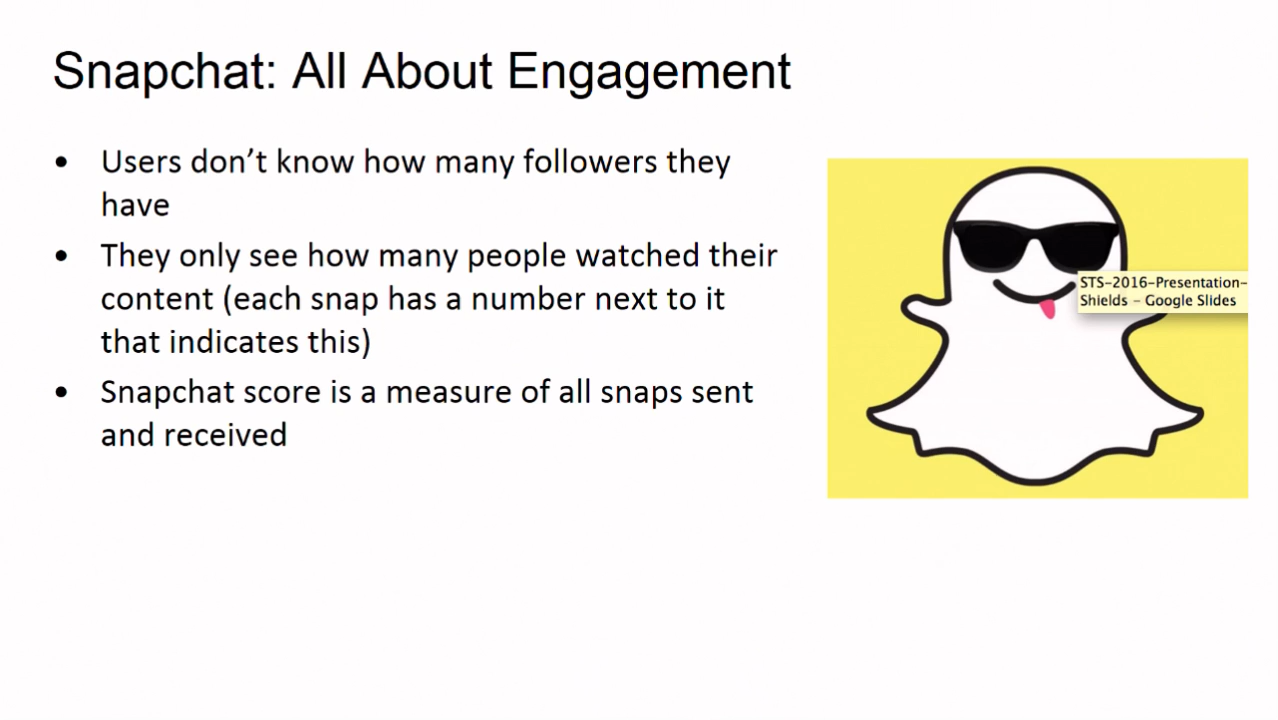 Snapchat: All About Engagement
• Users don’t know how many followers they
have
• They only see how many people watched their
content (each snap has a number next to it
that indicates this)
• Snapchat score is a measure of all snaps sent
and received
STS-2016-Presentation-
Shields - Google Slides